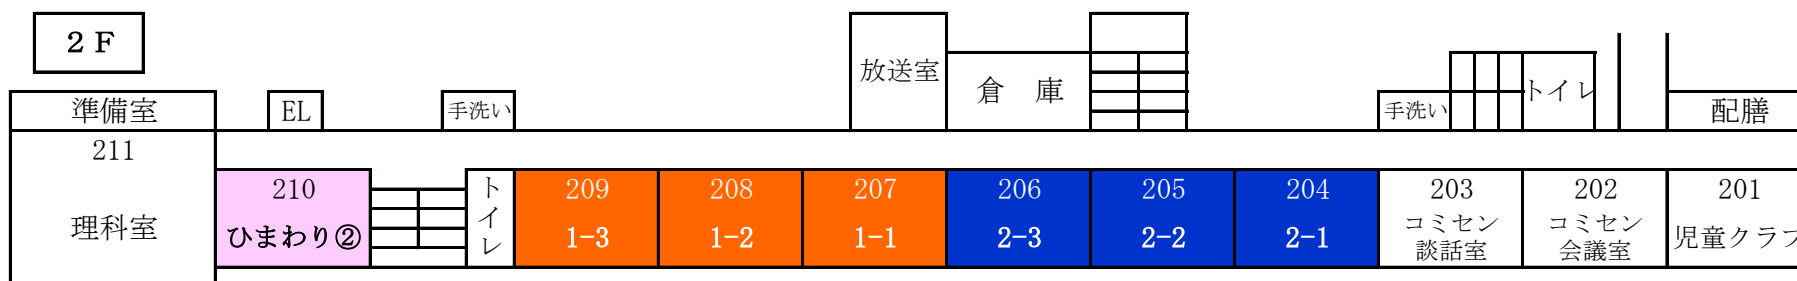 ２Ｆ
放送室
倉　庫
トイレ
準備室
EL
手洗い
手洗い
配膳
211
理科室
210
ひまわり②
トイレ
209
1-3
208
1-2
207
1-1
206
2-3
205
2-2
204
2-1
203
コミセン
談話室
202
コミセン
会議室
201
児童クラブ